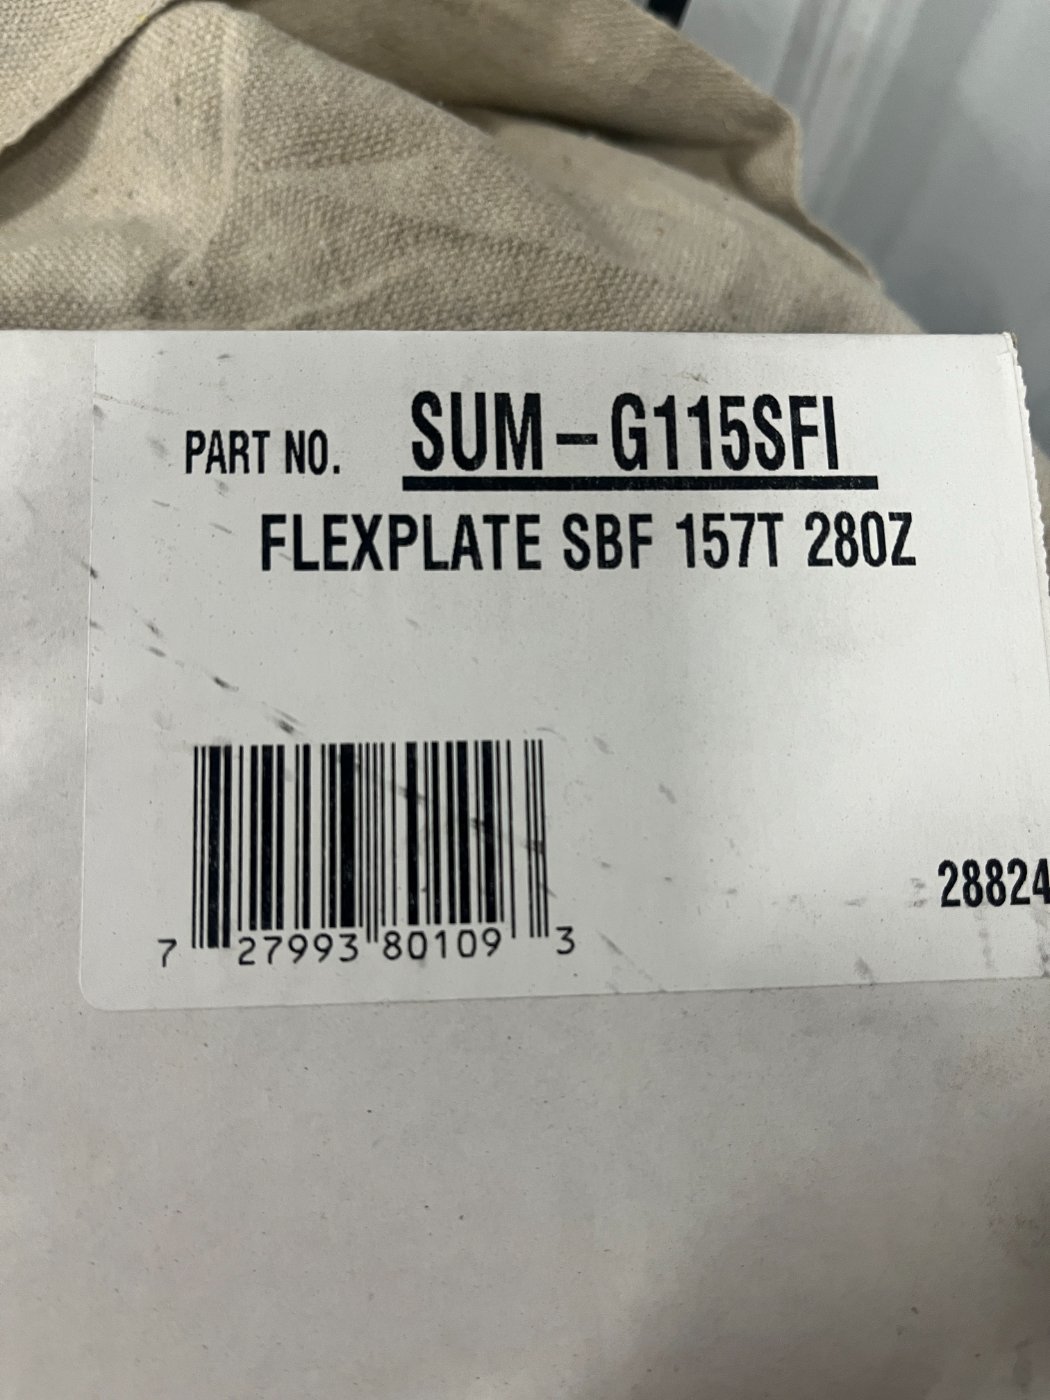 PART NO. SUM-G115SFI
FLEXPLATE SBF 157T 28OZ
28824
7 27993 80109 3